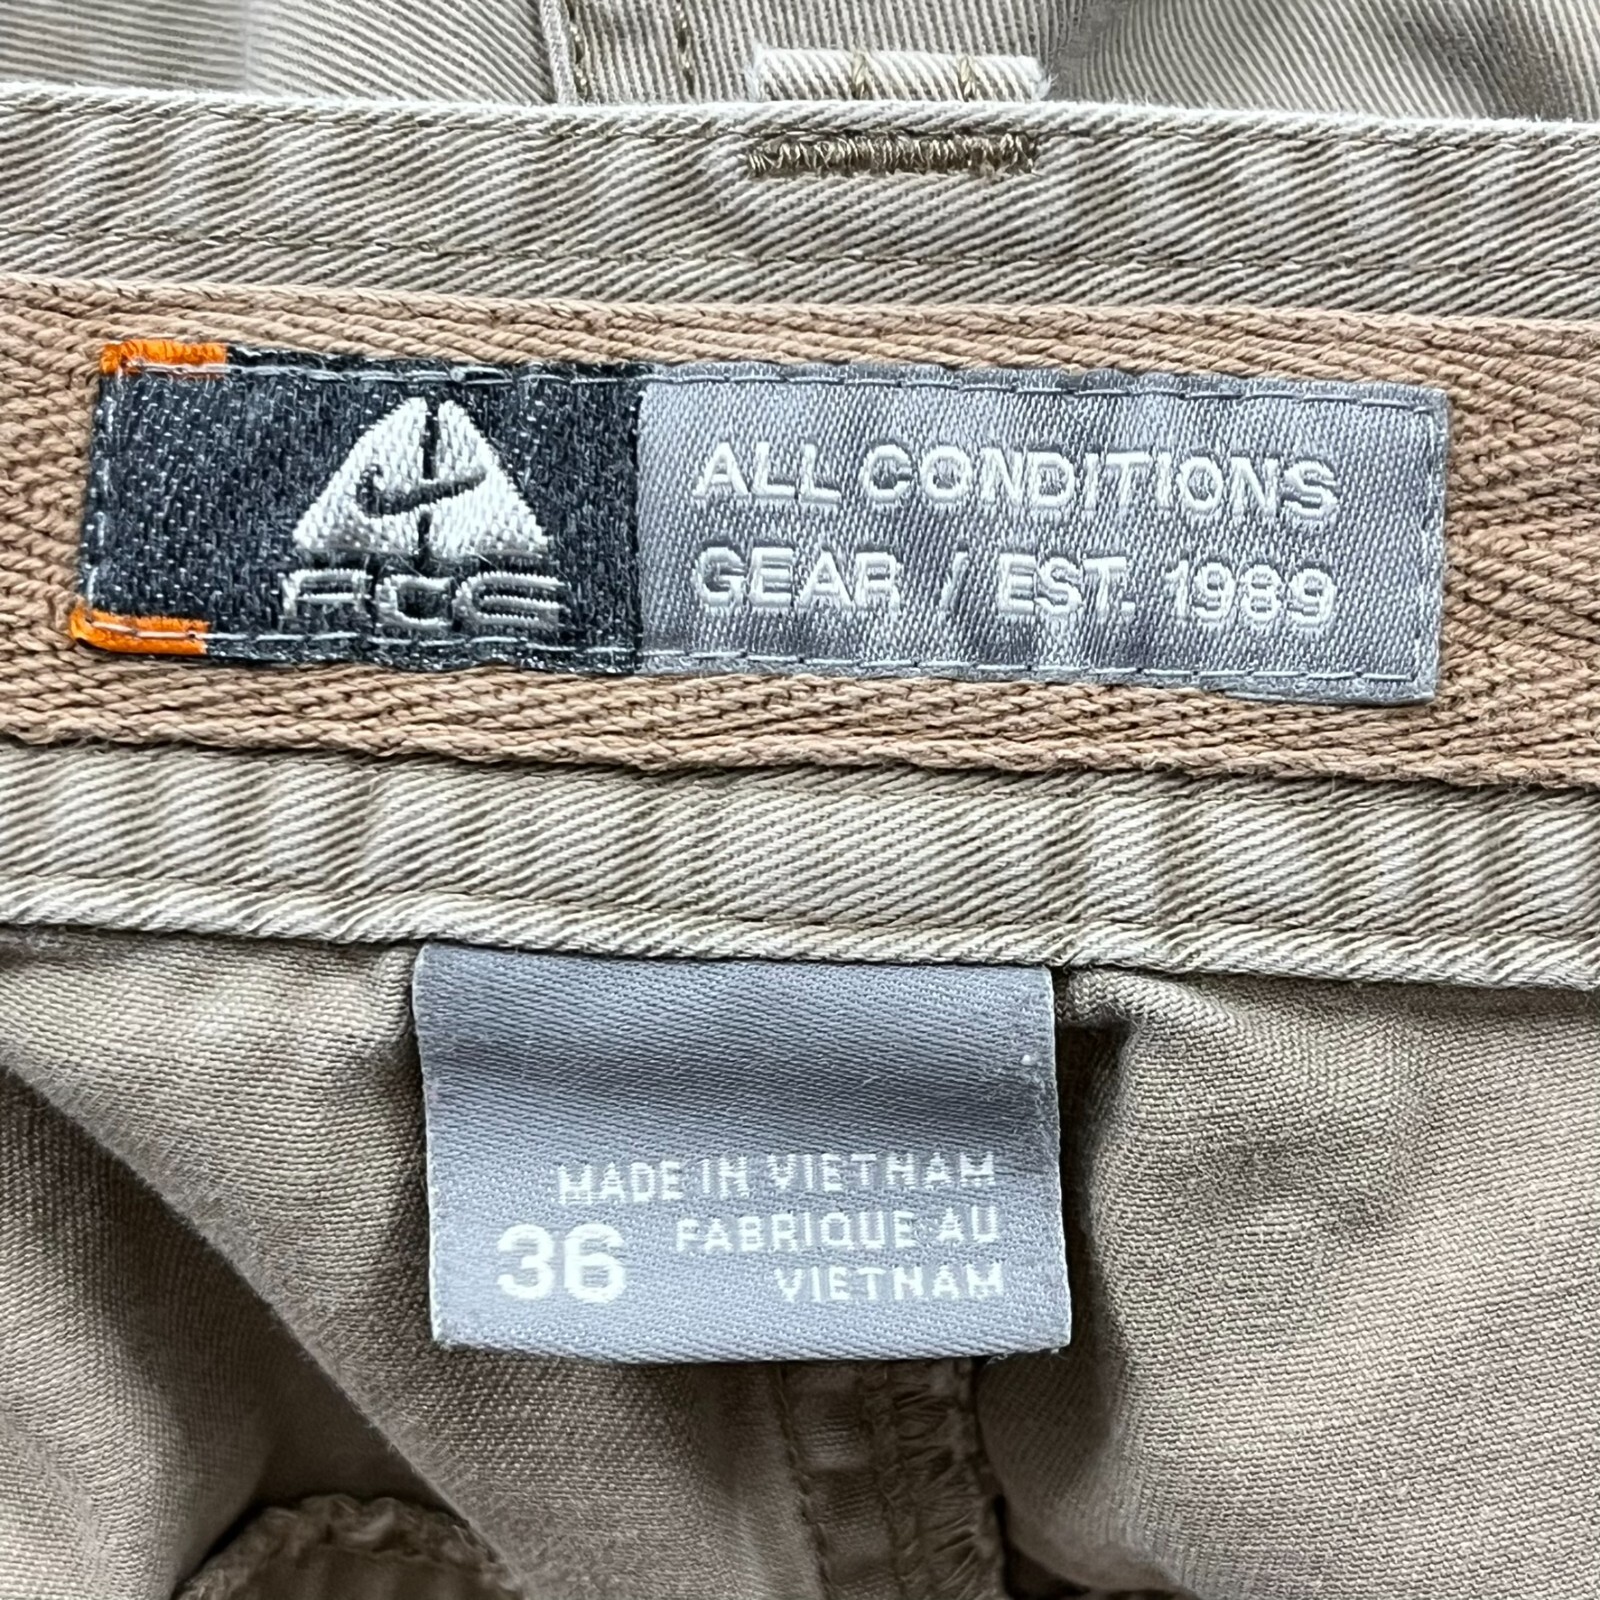 ACG
ALL CONDITIONS
GEAR / EST. 1989
MADE IN VIETNAM
36
FABRIQUE AU
VIETNAM